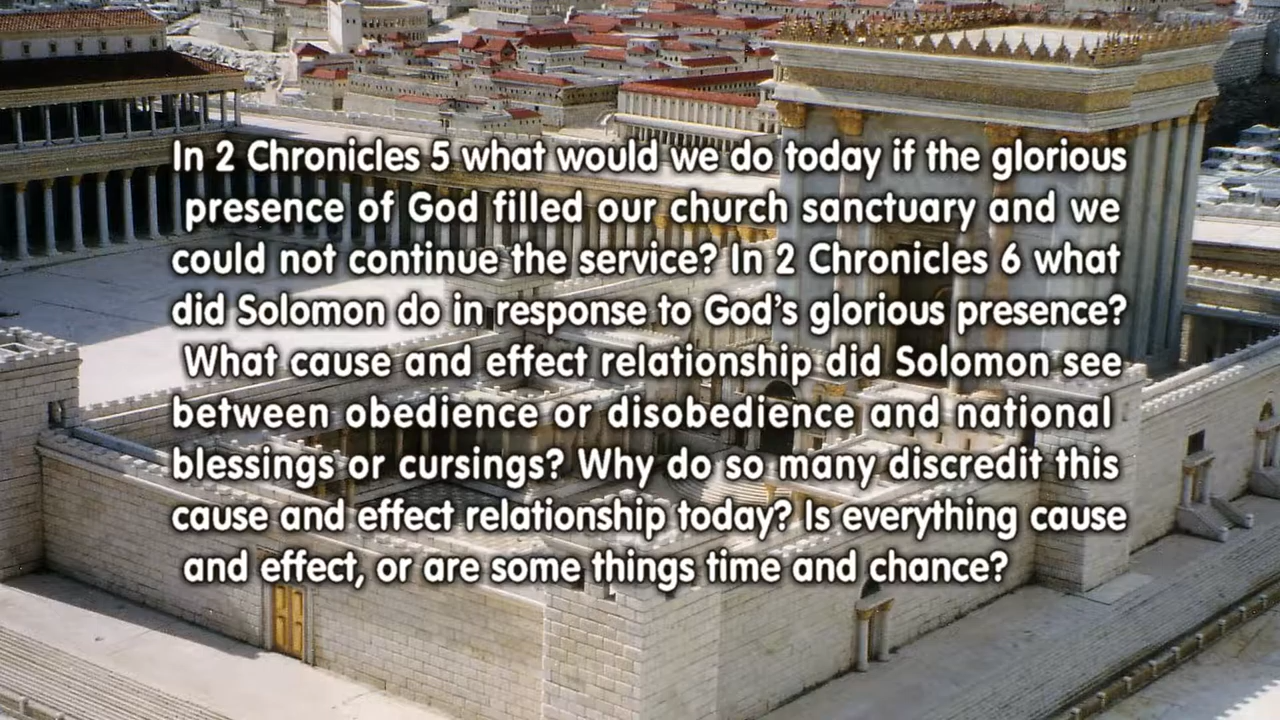 In 2 Chronicles 5 what would we do today if the glorious
presence of God filled our church sanctuary and we
could not continue the service? In 2 Chronicles 6 what
did Solomon do in response to God's glorious presence?
What cause and effect relationship did Solomon see
between obedience or disobedience and national
blessings or cursings? Why do so many discredit this
cause and effect relationship today? Is everything cause
and effect, or are some things time and chance?